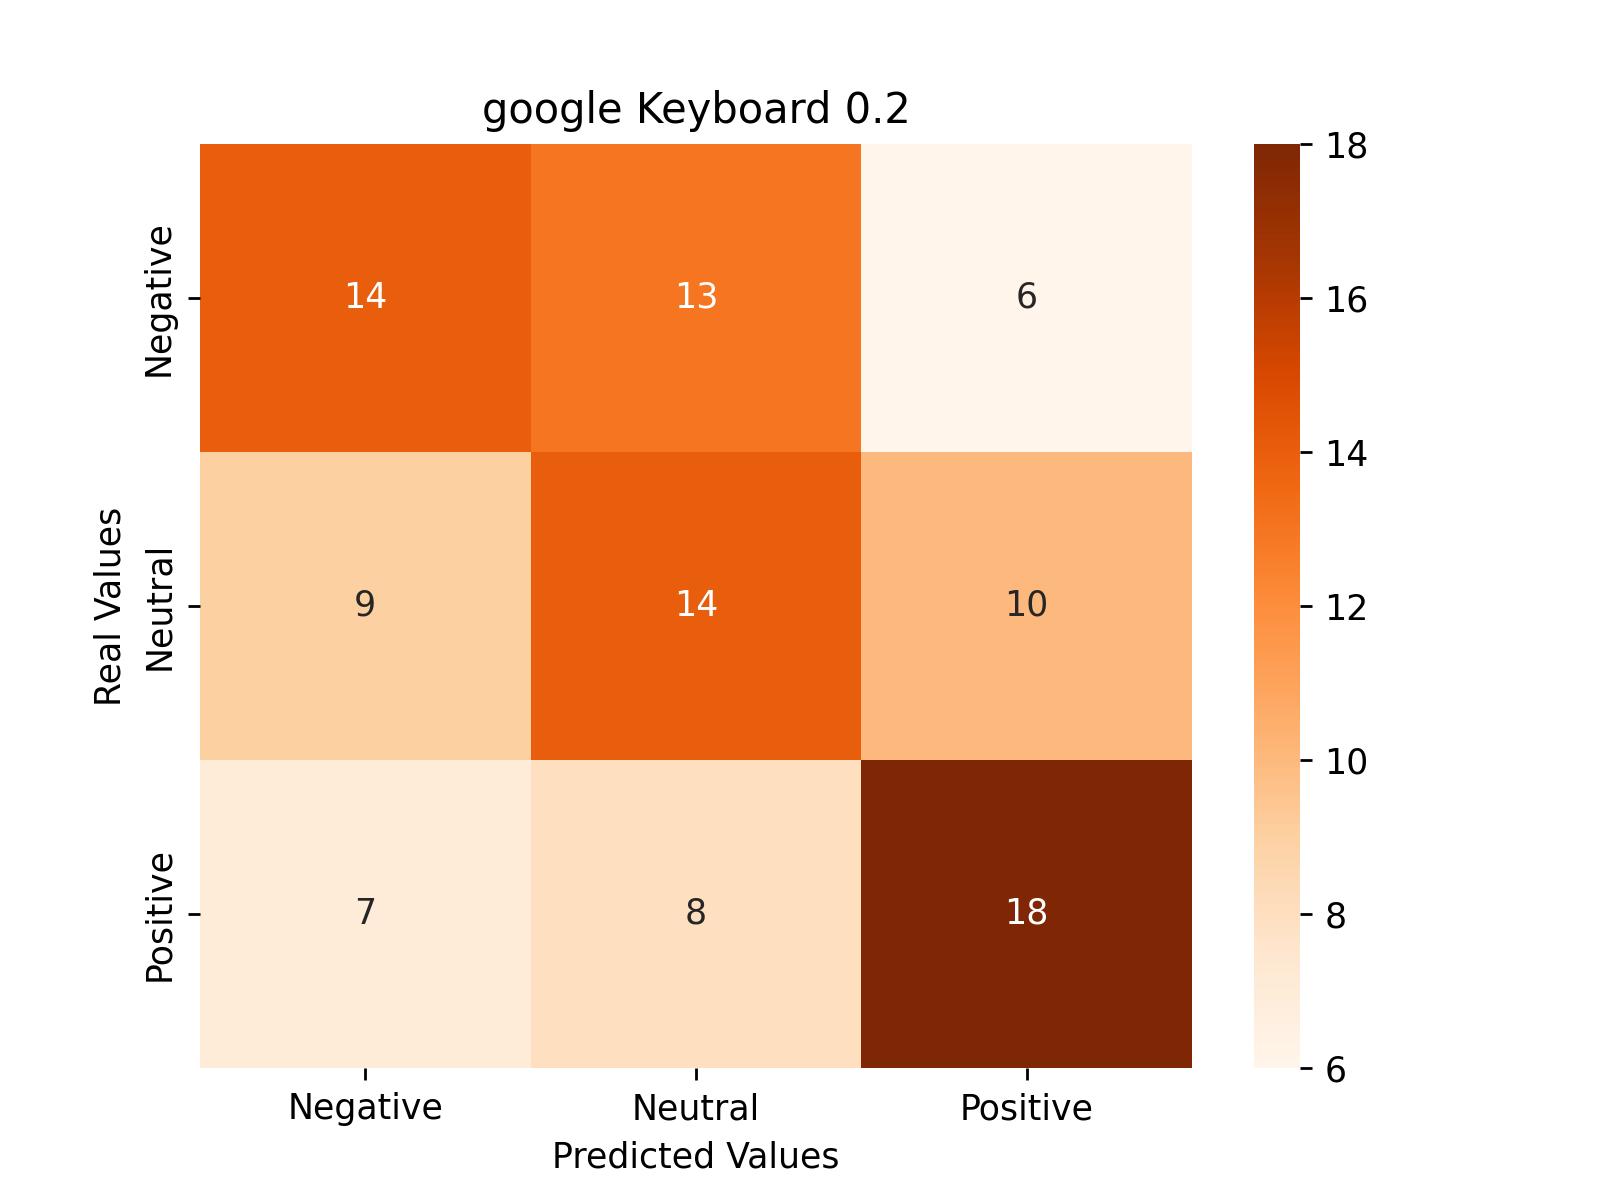 google Keyboard 0.2
Real Values
Negative
14 13 6
Neutral
9 14 10
Positive
7 8 18
Negative Neutral Positive
Predicted Values
18
16
14
12
10
8
6